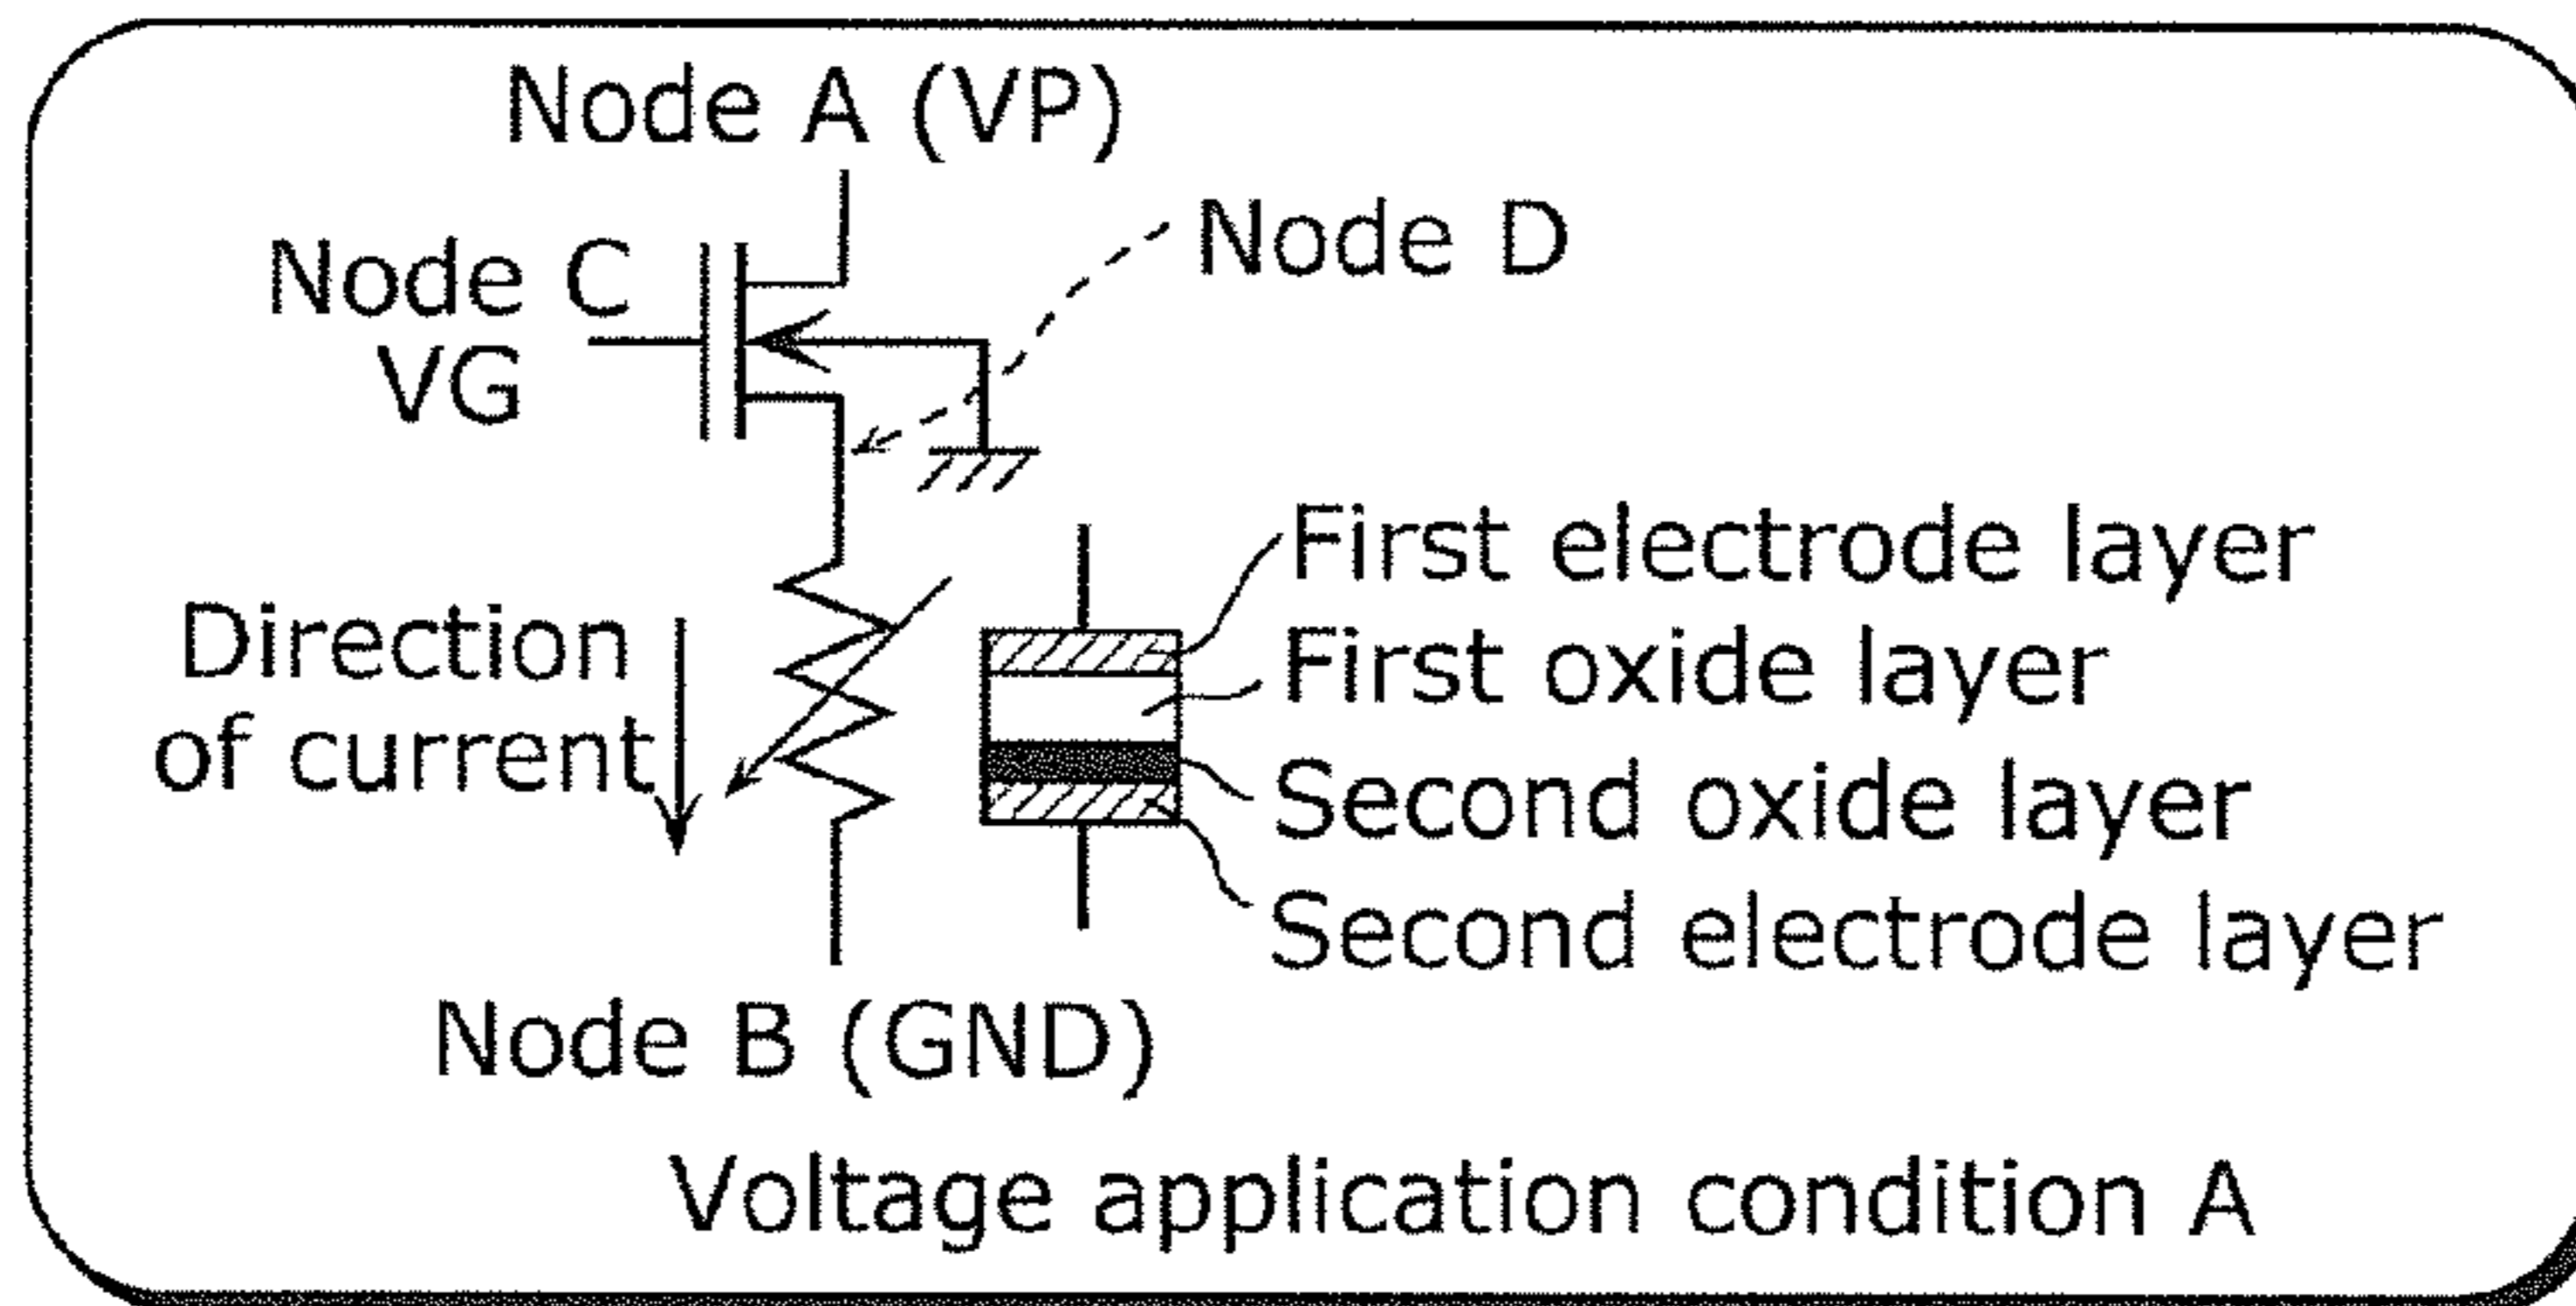 Node A (VP)
Node D
Node C
VG
First electrode layer
First oxide layer
Direction
of current
Second oxide layer
Second electrode layer
Node B (GND)
Voltage application condition A